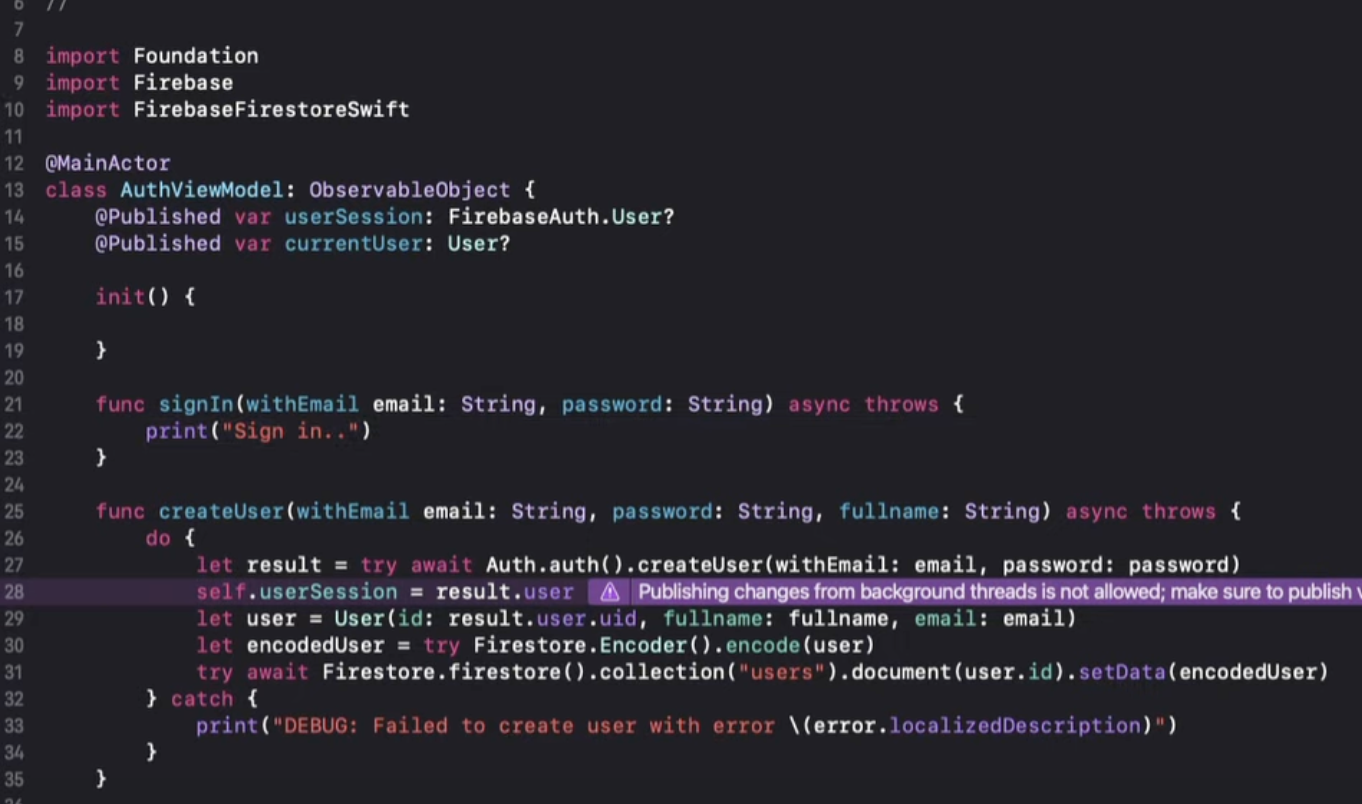 6 //
7
8 import Foundation
9 import Firebase
10 import FirebaseFirestoreSwift
11
12 @MainActor
13 class AuthViewModel: ObservableObject {
14     @Published var userSession: FirebaseAuth.User?
15     @Published var currentUser: User?
16
17     init() {
18
19     }
20
21     func signIn(withEmail email: String, password: String) async throws {
22         print("Sign in..")
23     }
24
25     func createUser(withEmail email: String, password: String, fullname: String) async throws {
26         do {
27             let result = try await Auth.auth().createUser(withEmail: email, password: password)
28             self.userSession = result.user Publishing changes from background threads is not allowed; make sure to publish
29             let user = User(id: result.user.uid, fullname: fullname, email: email)
30             let encodedUser = try Firestore.Encoder().encode(user)
31             try await Firestore.firestore().collection("users").document(user.id).setData(encodedUser)
32         } catch {
33             print("DEBUG: Failed to create user with error \(error.localizedDescription)")
34         }
35     }